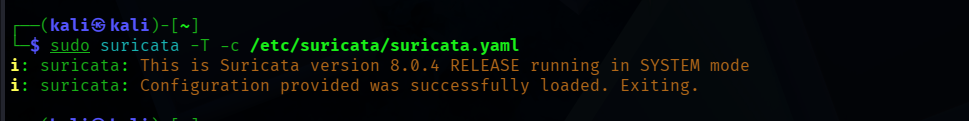 ┌──(kali㉿kali)-[~]
└─$ sudo suricata -T -c /etc/suricata/suricata.yaml
i: suricata: This is Suricata version 8.0.4 RELEASE running in SYSTEM mode
i: suricata: Configuration provided was successfully loaded. Exiting.